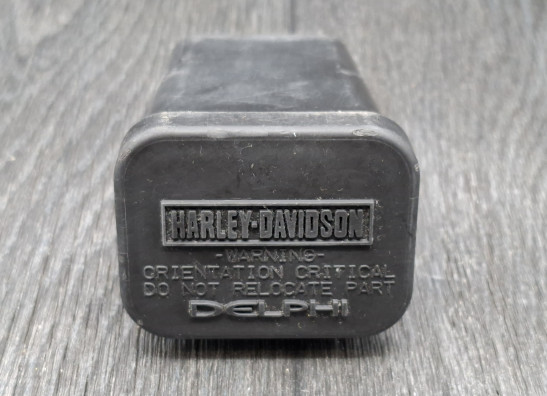 HARLEY-DAVIDSON
-WARNING-
ORIENTATION CRITICAL
DO NOT RELOCATE PART
DELPHI